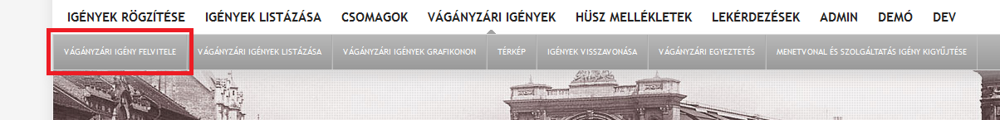 IGÉNYEK RÖGZÍTÉSE IGÉNYEK LISTÁZÁSA CSOMAGOK VÁGÁNYZÁRI IGÉNYEK HÜSZ MELLÉKLETEK LEKÉRDEZÉSEK ADMIN DEMÓ DEV
VÁGÁNYZÁRI IGÉNY FELVITELE VÁGÁNYZÁRI IGÉNYEK LISTÁZÁSA VÁGÁNYZÁRI IGÉNYEK GRAFIKONON TÉRKÉP IGÉNYEK VISSZAVONÁSA VÁGÁNYZÁRI EGYEZTETÉS MENETVONAL ÉS SZOLGÁLTATÁS IGÉNY KIGYŰJTÉSE